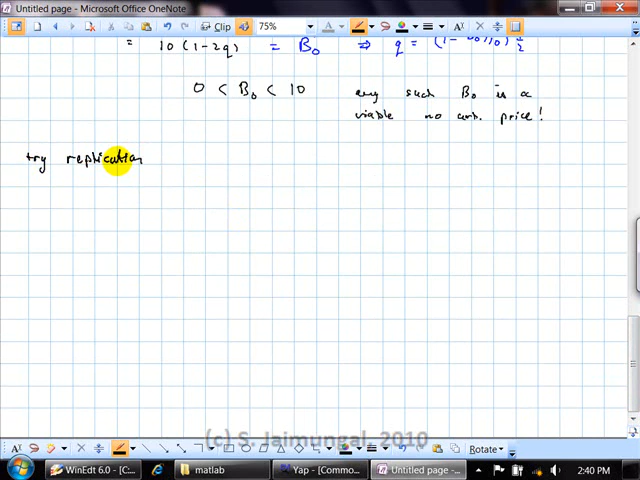 Untitled page - Microsoft Office OneNote
Clip
75%
= 10 (1-2q) = B₀ ⇒ q = (1 - B₀/10) 1/2
0 < B₀ < 10
any such B₀ is a
viable no arb. price!
try replication
(c) S. Jaimungal, 2010
Rotate
WinEdt 6.0 - [C:...
matlab
Yap - [Commo...
Untitled page - ...
2:40 PM